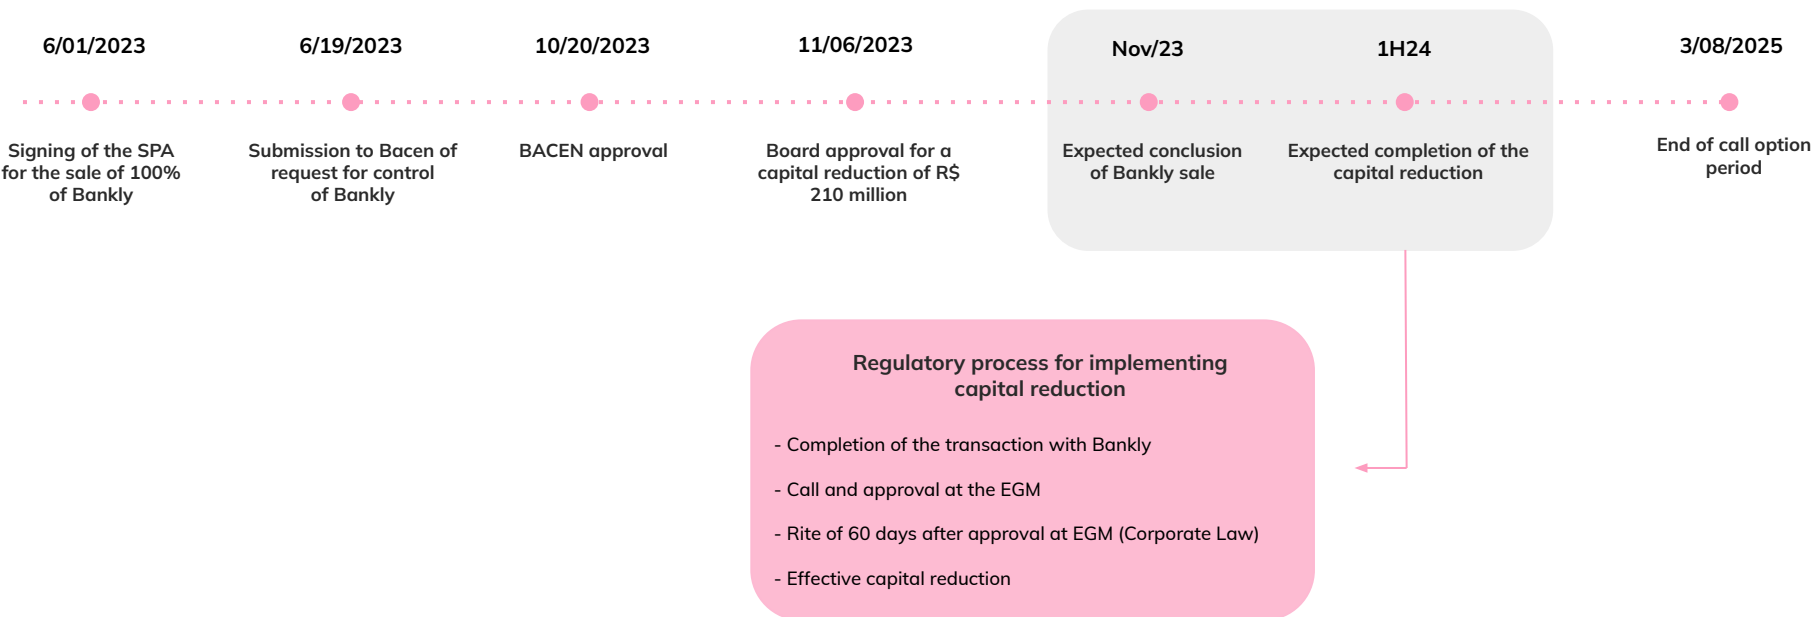 6/01/2023
Signing of the SPA
for the sale of 100%
of Bankly
6/19/2023
Submission to Bacen of
request for control
of Bankly
10/20/2023
BACEN approval
11/06/2023
Board approval for a
capital reduction of R$
210 million
Nov/23
Expected conclusion
of Bankly sale
1H24
Expected completion of the
capital reduction
3/08/2025
End of call option
period
Regulatory process for implementing
capital reduction
- Completion of the transaction with Bankly
- Call and approval at the EGM
- Rite of 60 days after approval at EGM (Corporate Law)
- Effective capital reduction